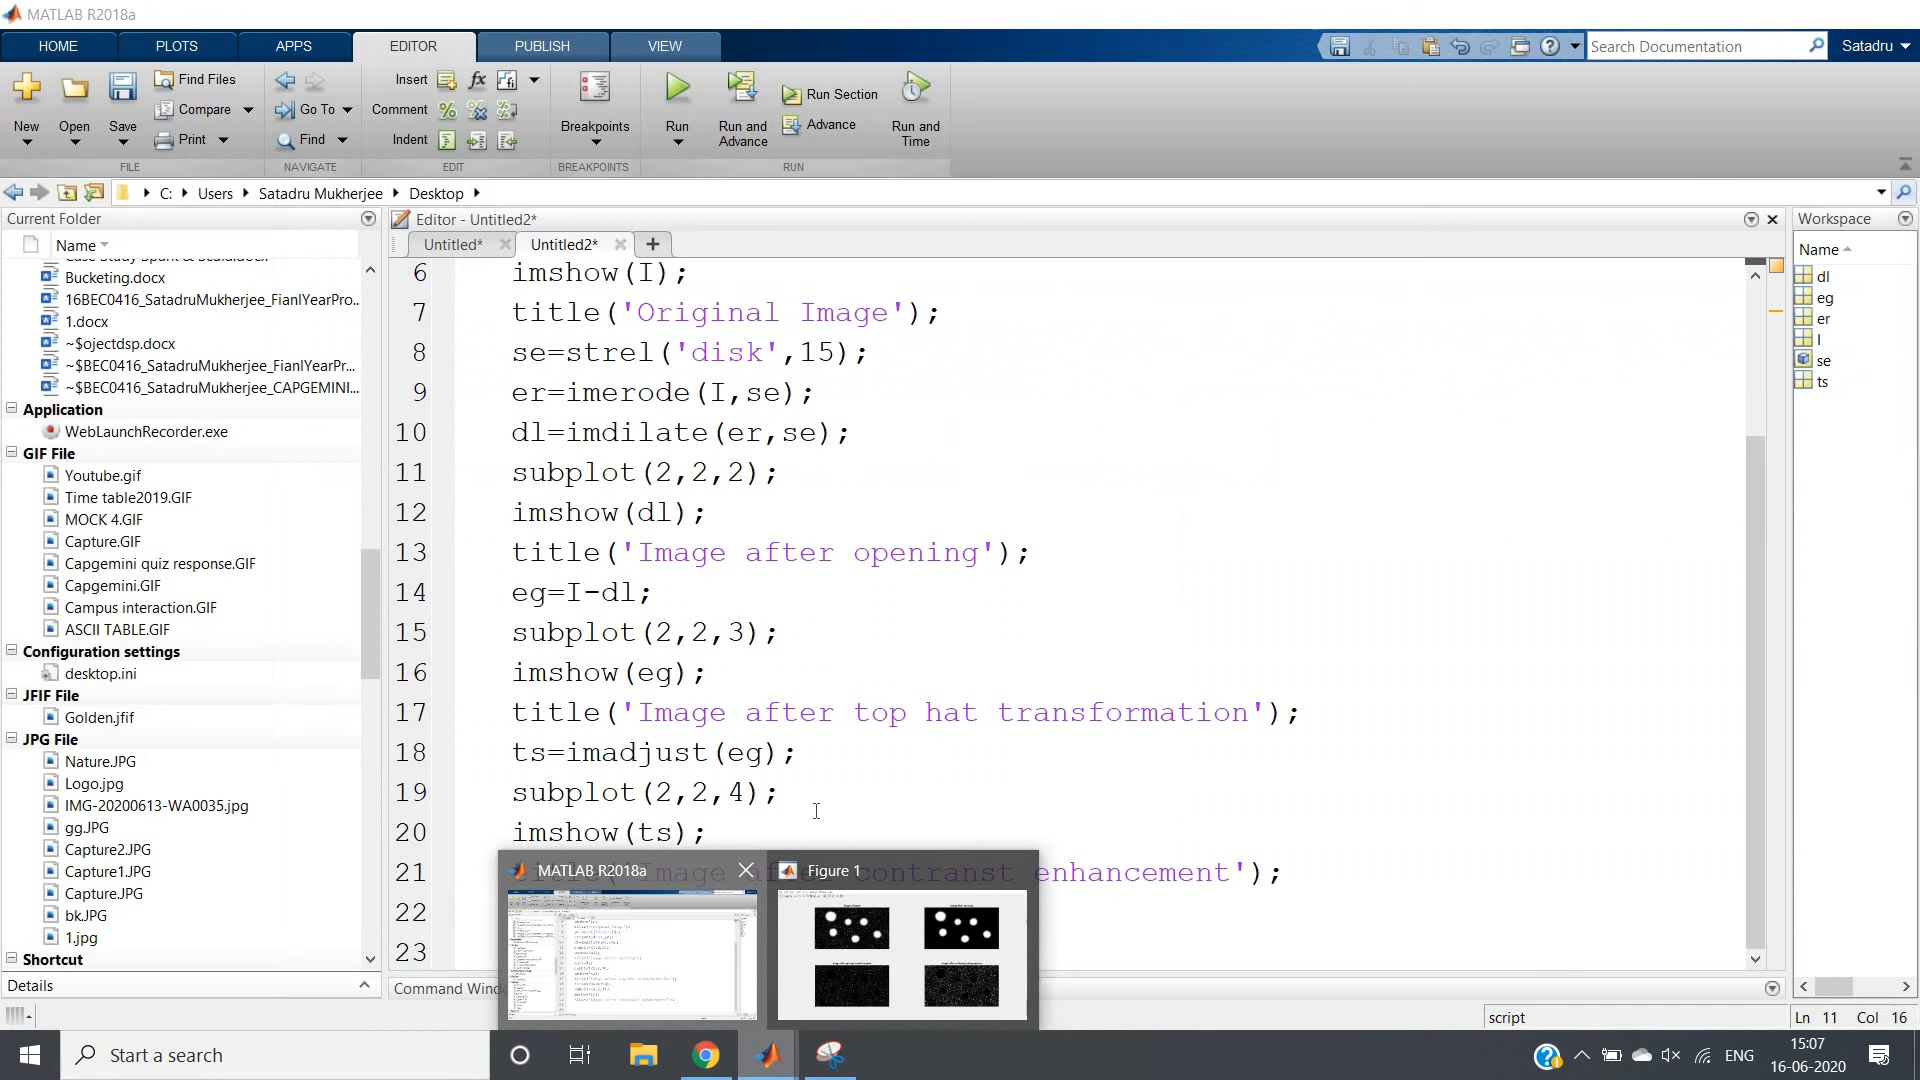 MATLAB R2018a
HOME PLOTS APPS EDITOR PUBLISH VIEW
Search Documentation
Satadru
New
Open
Save
Find Files
Compare
Print
FILE
Go To
Find
NAVIGATE
Insert
Comment
Indent
EDIT
Breakpoints
BREAKPOINTS
Run
Run and Advance
Run Section
Advance
Run and Time
RUN
C: Users Satadru Mukherjee Desktop
Current Folder
Name
Case Study Spark & Scala.docx
Bucketing.docx
16BEC0416_SatadruMukherjee_FianlYearPro...
1.docx
~$ojectdsp.docx
~$BEC0416_SatadruMukherjee_FianlYearPr...
~$BEC0416_SatadruMukherjee_CAPGEMINI...
Application
WebLaunchRecorder.exe
GIF File
Youtube.gif
Time table2019.GIF
MOCK 4.GIF
Capture.GIF
Capgemini quiz response.GIF
Capgemini.GIF
Campus interaction.GIF
ASCII TABLE.GIF
Configuration settings
desktop.ini
JFIF File
Golden.jfif
JPG File
Nature.JPG
Logo.jpg
IMG-20200613-WA0035.jpg
gg.JPG
Capture2.JPG
Capture1.JPG
Capture.JPG
bk.JPG
1.jpg
Shortcut
Details
Editor - Untitled2*
Untitled* Untitled2*
6 imshow(I);
7 title('Original Image');
8 se=strel('disk',15);
9 er=imerode(I,se);
10 dl=imdilate(er,se);
11 subplot(2,2,2);
12 imshow(dl);
13 title('Image after opening');
14 eg=I-dl;
15 subplot(2,2,3);
16 imshow(eg);
17 title('Image after top hat transformation');
18 ts=imadjust(eg);
19 subplot(2,2,4);
20 imshow(ts);
21 title('Image after contranst enhancement');
22
23
MATLAB R2018a
Figure 1
Command Wind
Workspace
Name
dl
eg
er
I
se
ts
script
Ln 11 Col 16
Start a search
ENG
15:07
16-06-2020